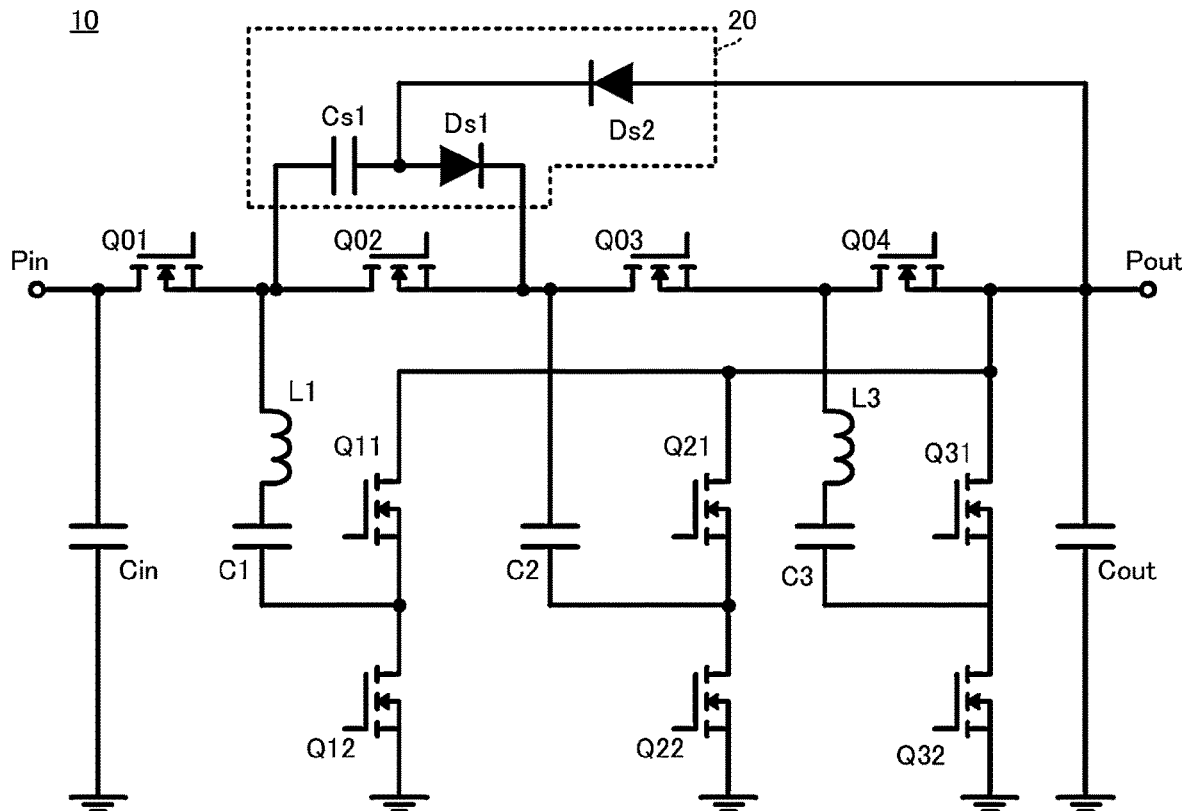 10
20
Cs1
Ds1
Ds2
Pin
Q01
Q02
Q03
Q04
Pout
L1
L3
Q11
Q21
Q31
Cin
C1
C2
C3
Cout
Q12
Q22
Q32